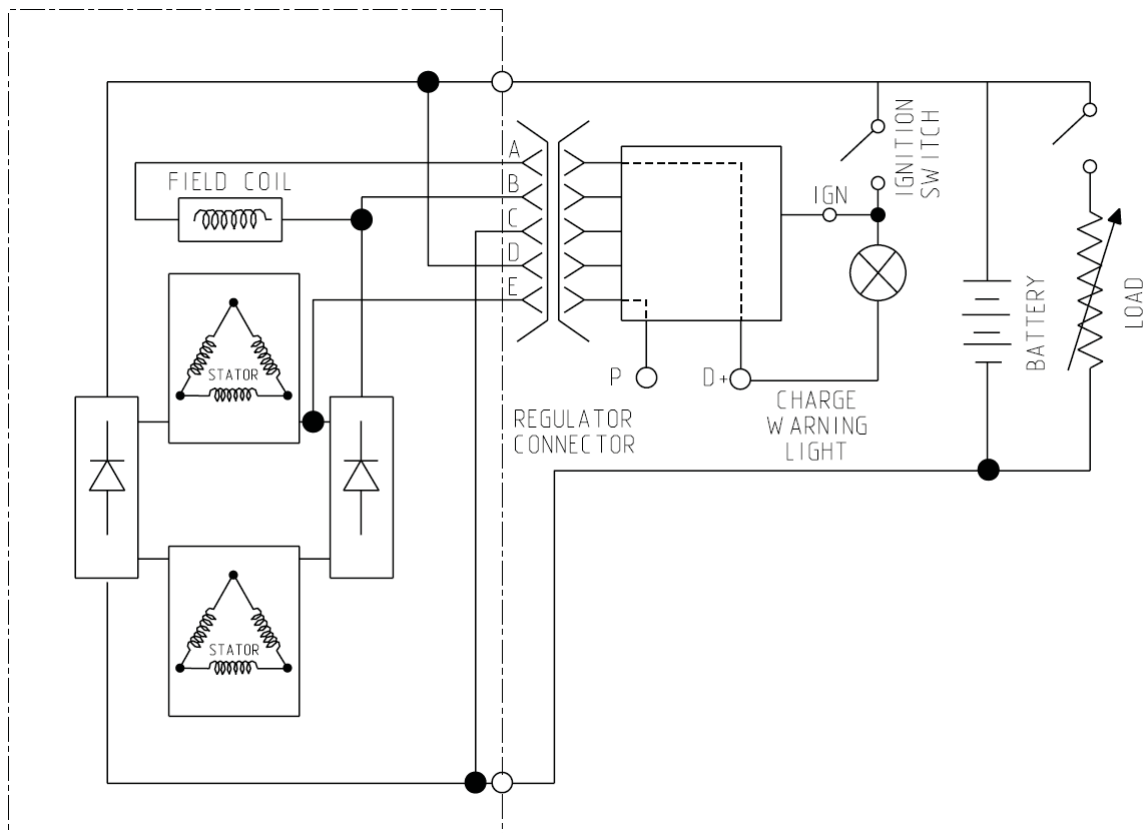 A
FIELD COIL
B
C
D
E
STATOR
STATOR
REGULATOR
CONNECTOR
P
D+
CHARGE
WARNING
LIGHT
IGN
IGNITION
SWITCH
BATTERY
LOAD